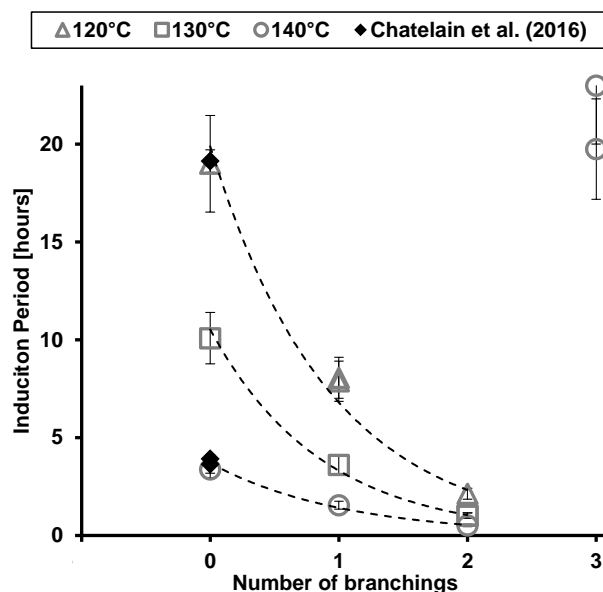 120°C 130°C 140°C Chatelain et al. (2016)
Induciton Period [hours]
20
15
10
5
0
0 1 2 3
Number of branchings